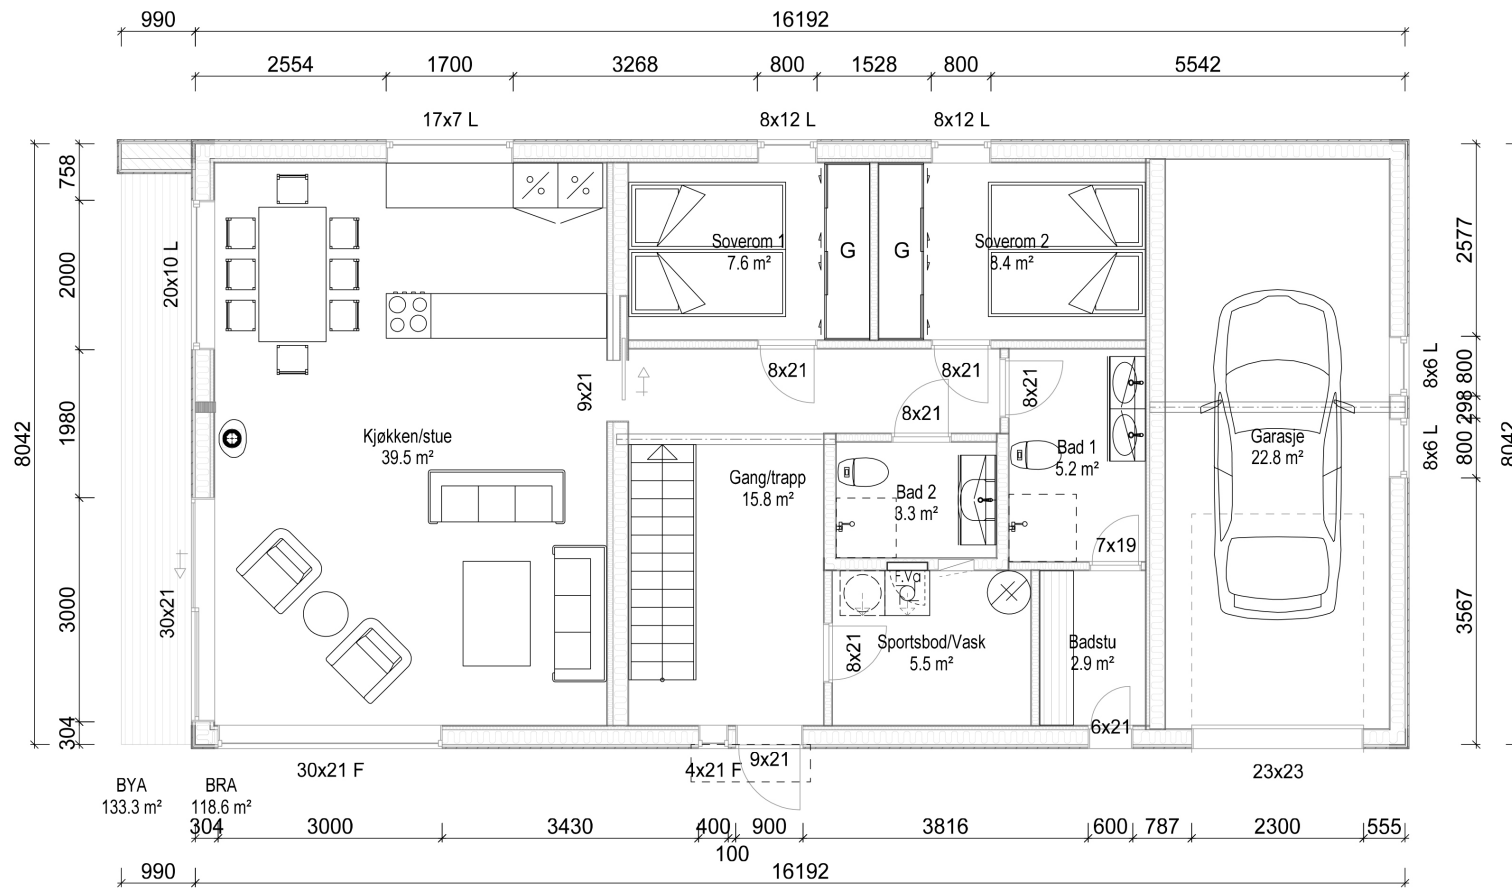 990
16192
2554
1700
3268
800
1528
800
5542
17x7 L
8x12 L
8x12 L
758
2000
1980
3000
304
8042
20x10 L
30x21
Soverom 1
7.6 m²
G
G
Soverom 2
8.4 m²
8x21
8x21
8x21
8x21
9x21
Kjøkken/stue
39.5 m²
Gang/trapp
15.8 m²
Bad 2
3.3 m²
Bad 1
5.2 m²
Garasje
22.8 m²
7x19
F.Va
Sportsbod/Vask
5.5 m²
8x21
Badstu
2.9 m²
6x21
2577
800
298
800
3567
8x6 L
8x6 L
8042
30x21 F
4x21 F
9x21
23x23
BYA
133.3 m²
BRA
118.6 m²
304
3000
3430
400
100
900
3816
600
787
2300
555
990
16192